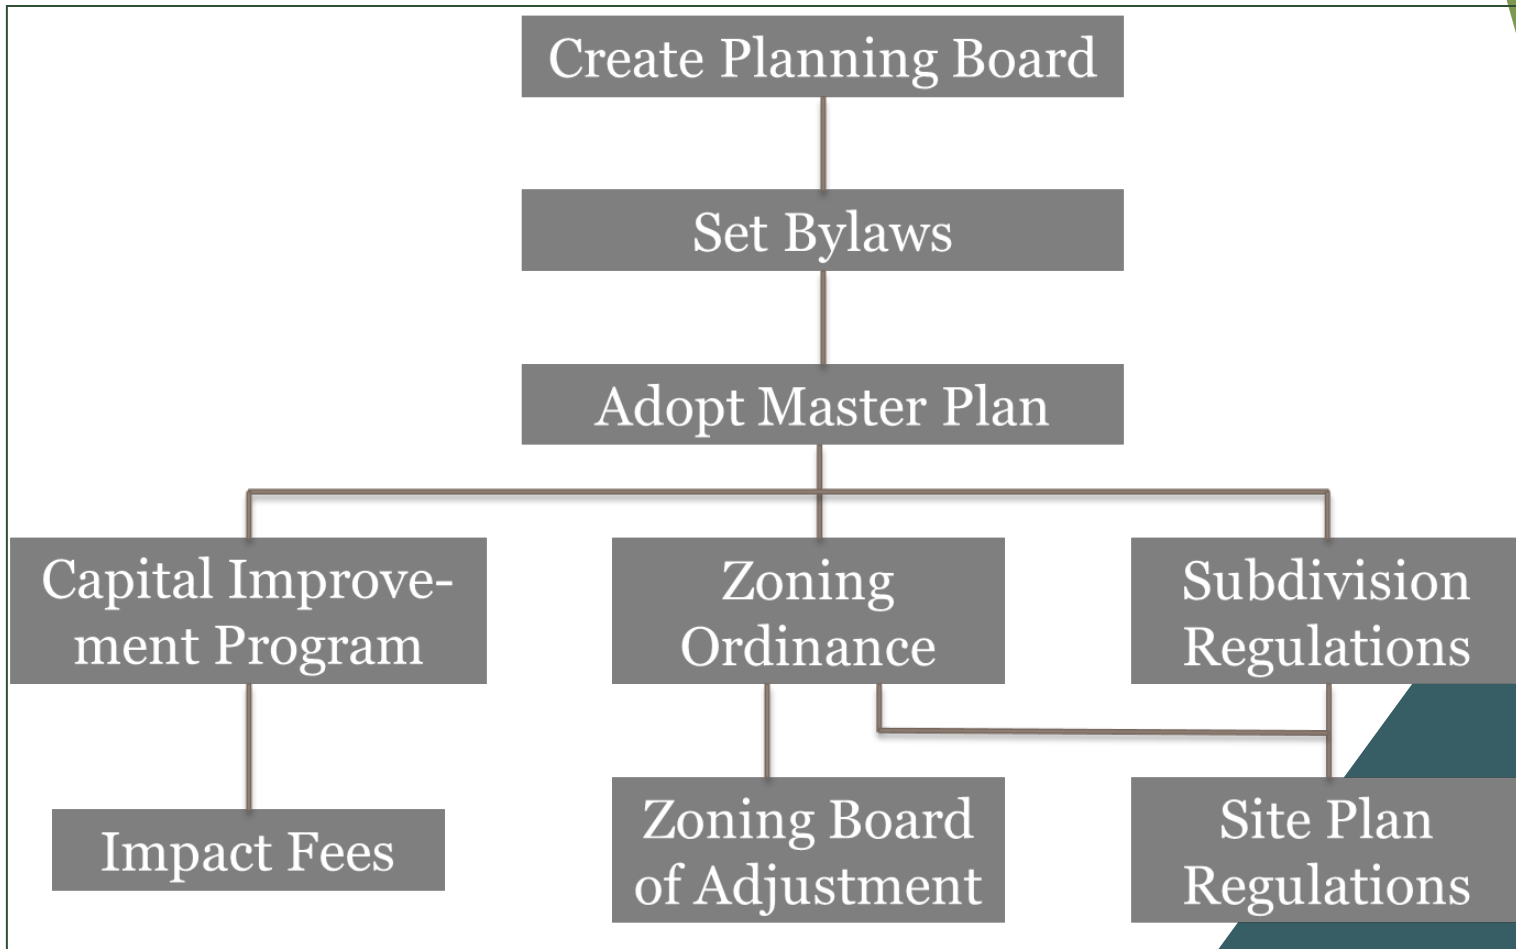 Create Planning Board
Set Bylaws
Adopt Master Plan
Capital Improve-
ment Program
Zoning
Ordinance
Subdivision
Regulations
Impact Fees
Zoning Board
of Adjustment
Site Plan
Regulations